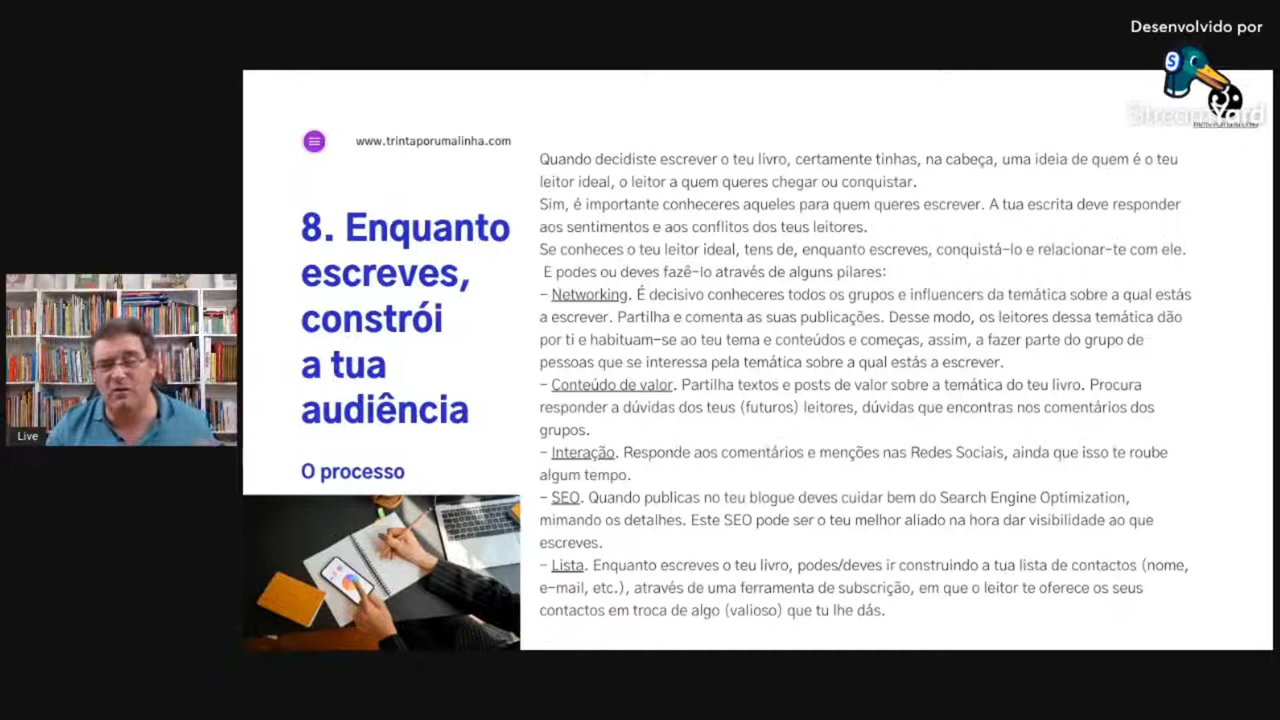 Desenvolvido por
StreamYard
www.trintaporumalinha.com
8. Enquanto
escreves,
constrói
a tua
audiência
O processo
Quando decidiste escrever o teu livro, certamente tinhas, na cabeça, uma ideia de quem é o teu
leitor ideal, o leitor a quem queres chegar ou conquistar.
Sim, é importante conheceres aqueles para quem queres escrever. A tua escrita deve responder
aos sentimentos e aos conflitos dos teus leitores.
Se conheces o teu leitor ideal, tens de, enquanto escreves, conquistá-lo e relacionar-te com ele.
E podes ou deves fazê-lo através de alguns pilares:
- Networking. É decisivo conheceres todos os grupos e influencers da temática sobre a qual estás
a escrever. Partilha e comenta as suas publicações. Desse modo, os leitores dessa temática dão
por ti e habituam-se ao teu tema e conteúdos e começas, assim, a fazer parte do grupo de
pessoas que se interessa pela temática sobre a qual estás a escrever.
- Conteúdo de valor. Partilha textos e posts de valor sobre a temática do teu livro. Procura
responder a dúvidas dos teus (futuros) leitores, dúvidas que encontras nos comentários dos
grupos.
- Interação. Responde aos comentários e menções nas Redes Sociais, ainda que isso te roube
algum tempo.
- SEO. Quando publicas no teu blogue deves cuidar bem do Search Engine Optimization,
mimando os detalhes. Este SEO pode ser o teu melhor aliado na hora dar visibilidade ao que
escreves.
- Lista. Enquanto escreves o teu livro, podes/deves ir construindo a tua lista de contactos (nome,
e-mail, etc.), através de uma ferramenta de subscrição, em que o leitor te oferece os seus
contactos em troca de algo (valioso) que tu lhe dás.
Live